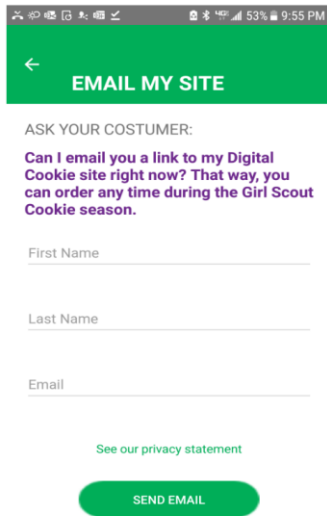 53% 9:55 PM
EMAIL MY SITE
ASK YOUR COSTUMER:
Can I email you a link to my Digital
Cookie site right now? That way, you
can order any time during the Girl Scout
Cookie season.
First Name
Last Name
Email
See our privacy statement
SEND EMAIL